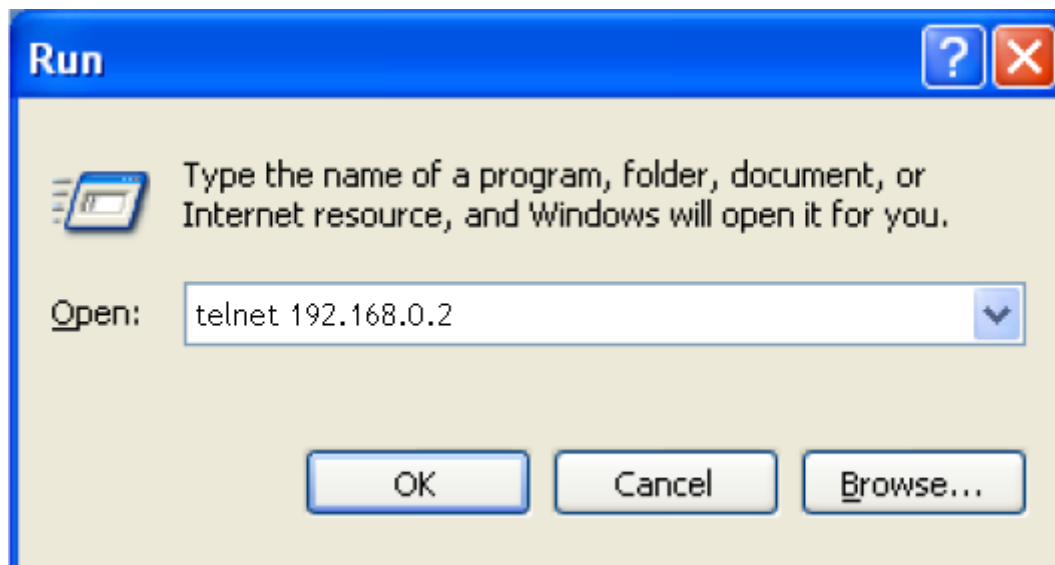 Run
Type the name of a program, folder, document, or
Internet resource, and Windows will open it for you.
Open: telnet 192.168.0.2
OK Cancel Browse...